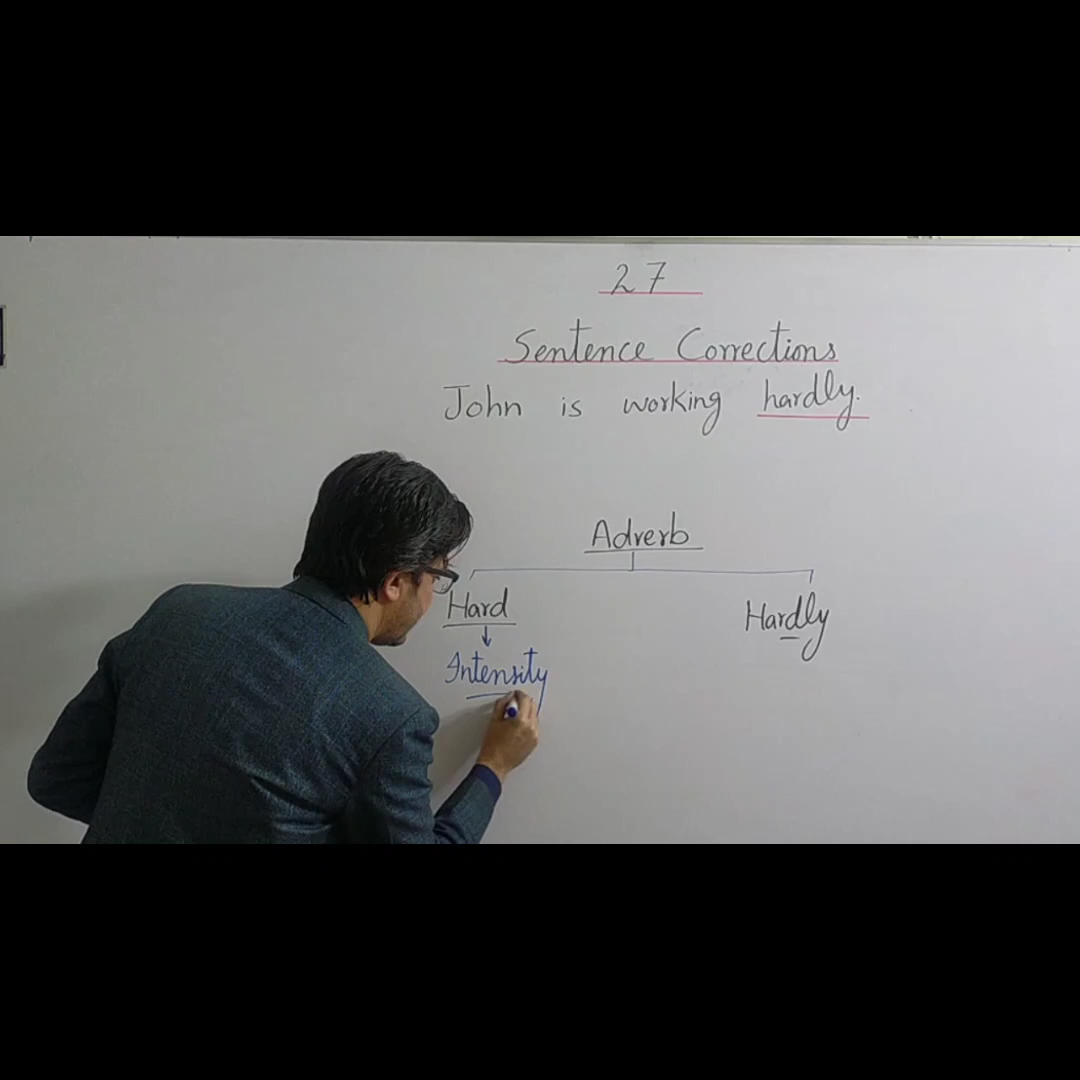 27
Sentence Corrections
John is working hardly.
Adverb
Hard
Hardly
Intensity